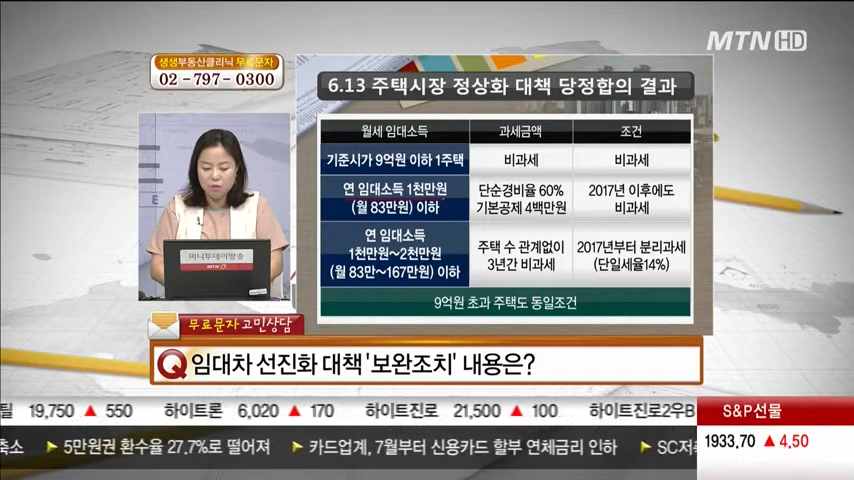 MTN HD
생생부동산클리닉 무료문자
02-797-0300
6.13 주택시장 정상화 대책 당정합의 결과
월세 임대소득 과세금액 조건
기준시가 9억원 이하 1주택 비과세 비과세
연 임대소득 1천만원 단순경비율 60% 2017년 이후에도
(월 83만원) 이하 기본공제 4백만원 비과세
연 임대소득
1천만원~2천만원 주택 수 관계없이 2017년부터 분리과세
(월 83만~167만원) 이하 3년간 비과세 (단일세율14%)
9억원 초과 주택도 동일조건
머니투데이방송
MTN
무료문자 고민상담
Q 임대차 선진화 대책 '보완조치' 내용은?
틸 19,750 ▲ 550 하이트론 6,020 ▲ 170 하이트진로 21,500 ▲ 100 하이트진로2우B S&P선물
축소 ▶ 5만원권 환수율 27.7%로 떨어져 ▶ 카드업계, 7월부터 신용카드 할부 연체금리 인하 ▶ SC저축 1933.70 ▲ 4.50